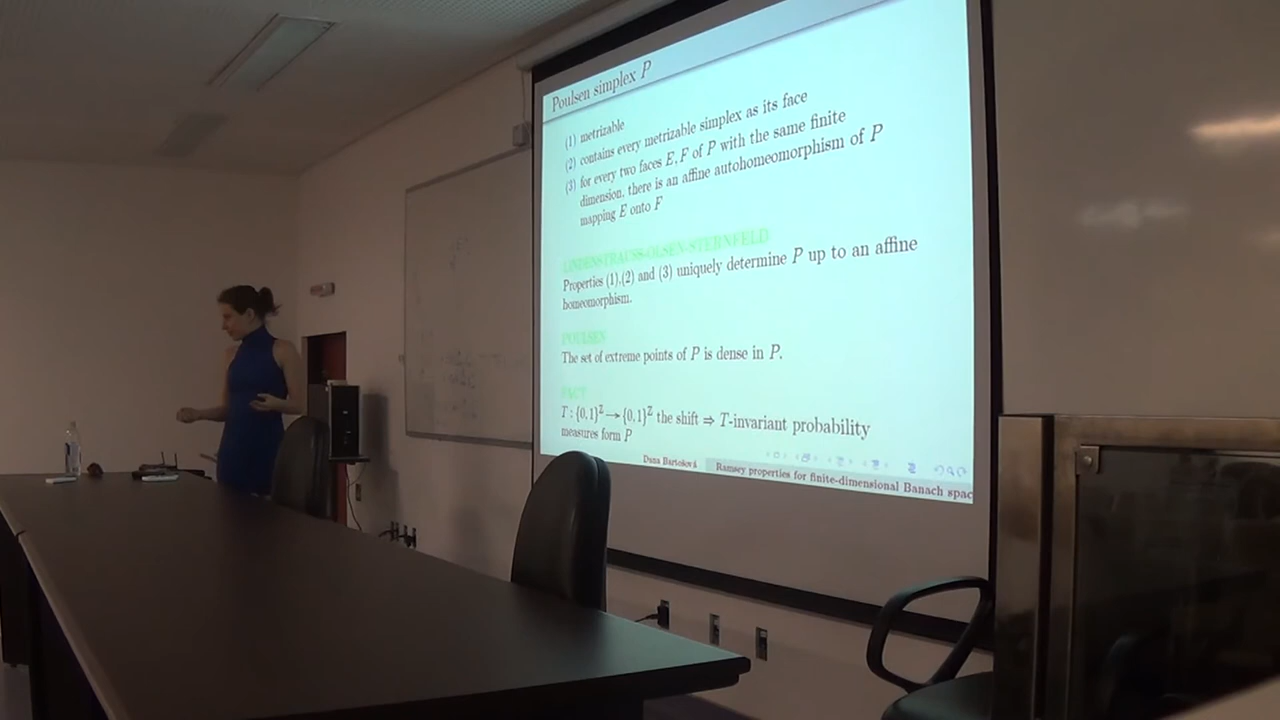 Poulsen simplex P
(1) metrizable
(2) contains every metrizable simplex as its face
(3) for every two faces E, F of P with the same finite
dimension, there is an affine autohomeomorphism of P
mapping E onto F
LINDENSTRAUSS-OLSEN-STERNFELD
Properties (1),(2) and (3) uniquely determine P up to an affine
homeomorphism.
POULSEN
The set of extreme points of P is dense in P.
FACT
T : {0, 1}^ℤ → {0, 1}^ℤ the shift ⇒ T-invariant probability
measures form P
Dana Bartošová Ramsey properties for finite-dimensional Banach spac